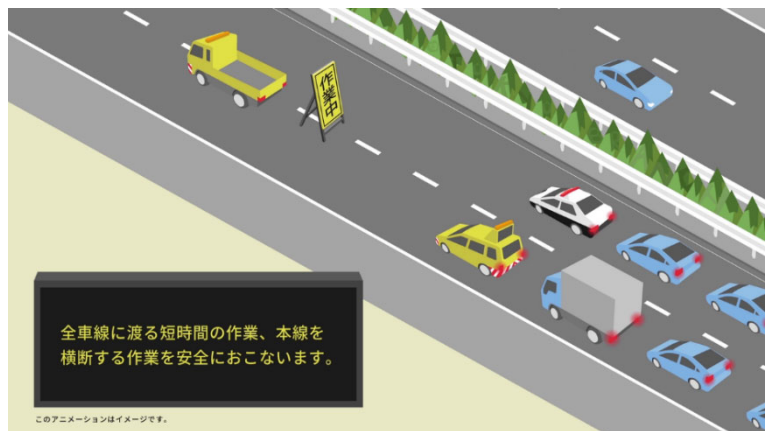 作業中
全車線に渡る短時間の作業、本線を
横断する作業を安全におこないます。
このアニメーションはイメージです。